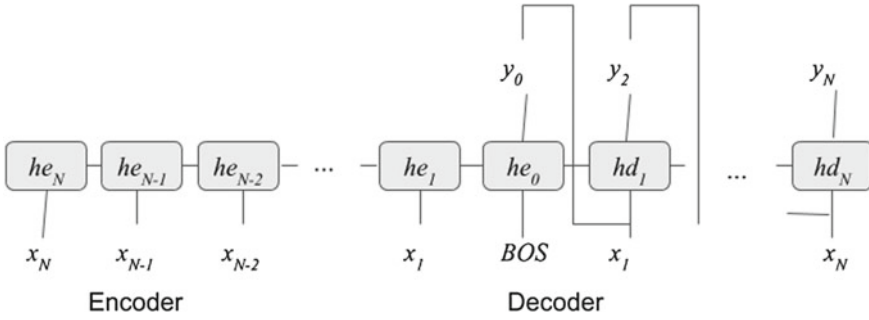 y0 y2 yN
heN heN-1 heN-2 ... he1 he0 hd1 ... hdN
xN xN-1 xN-2 x1 BOS x1 xN
Encoder Decoder